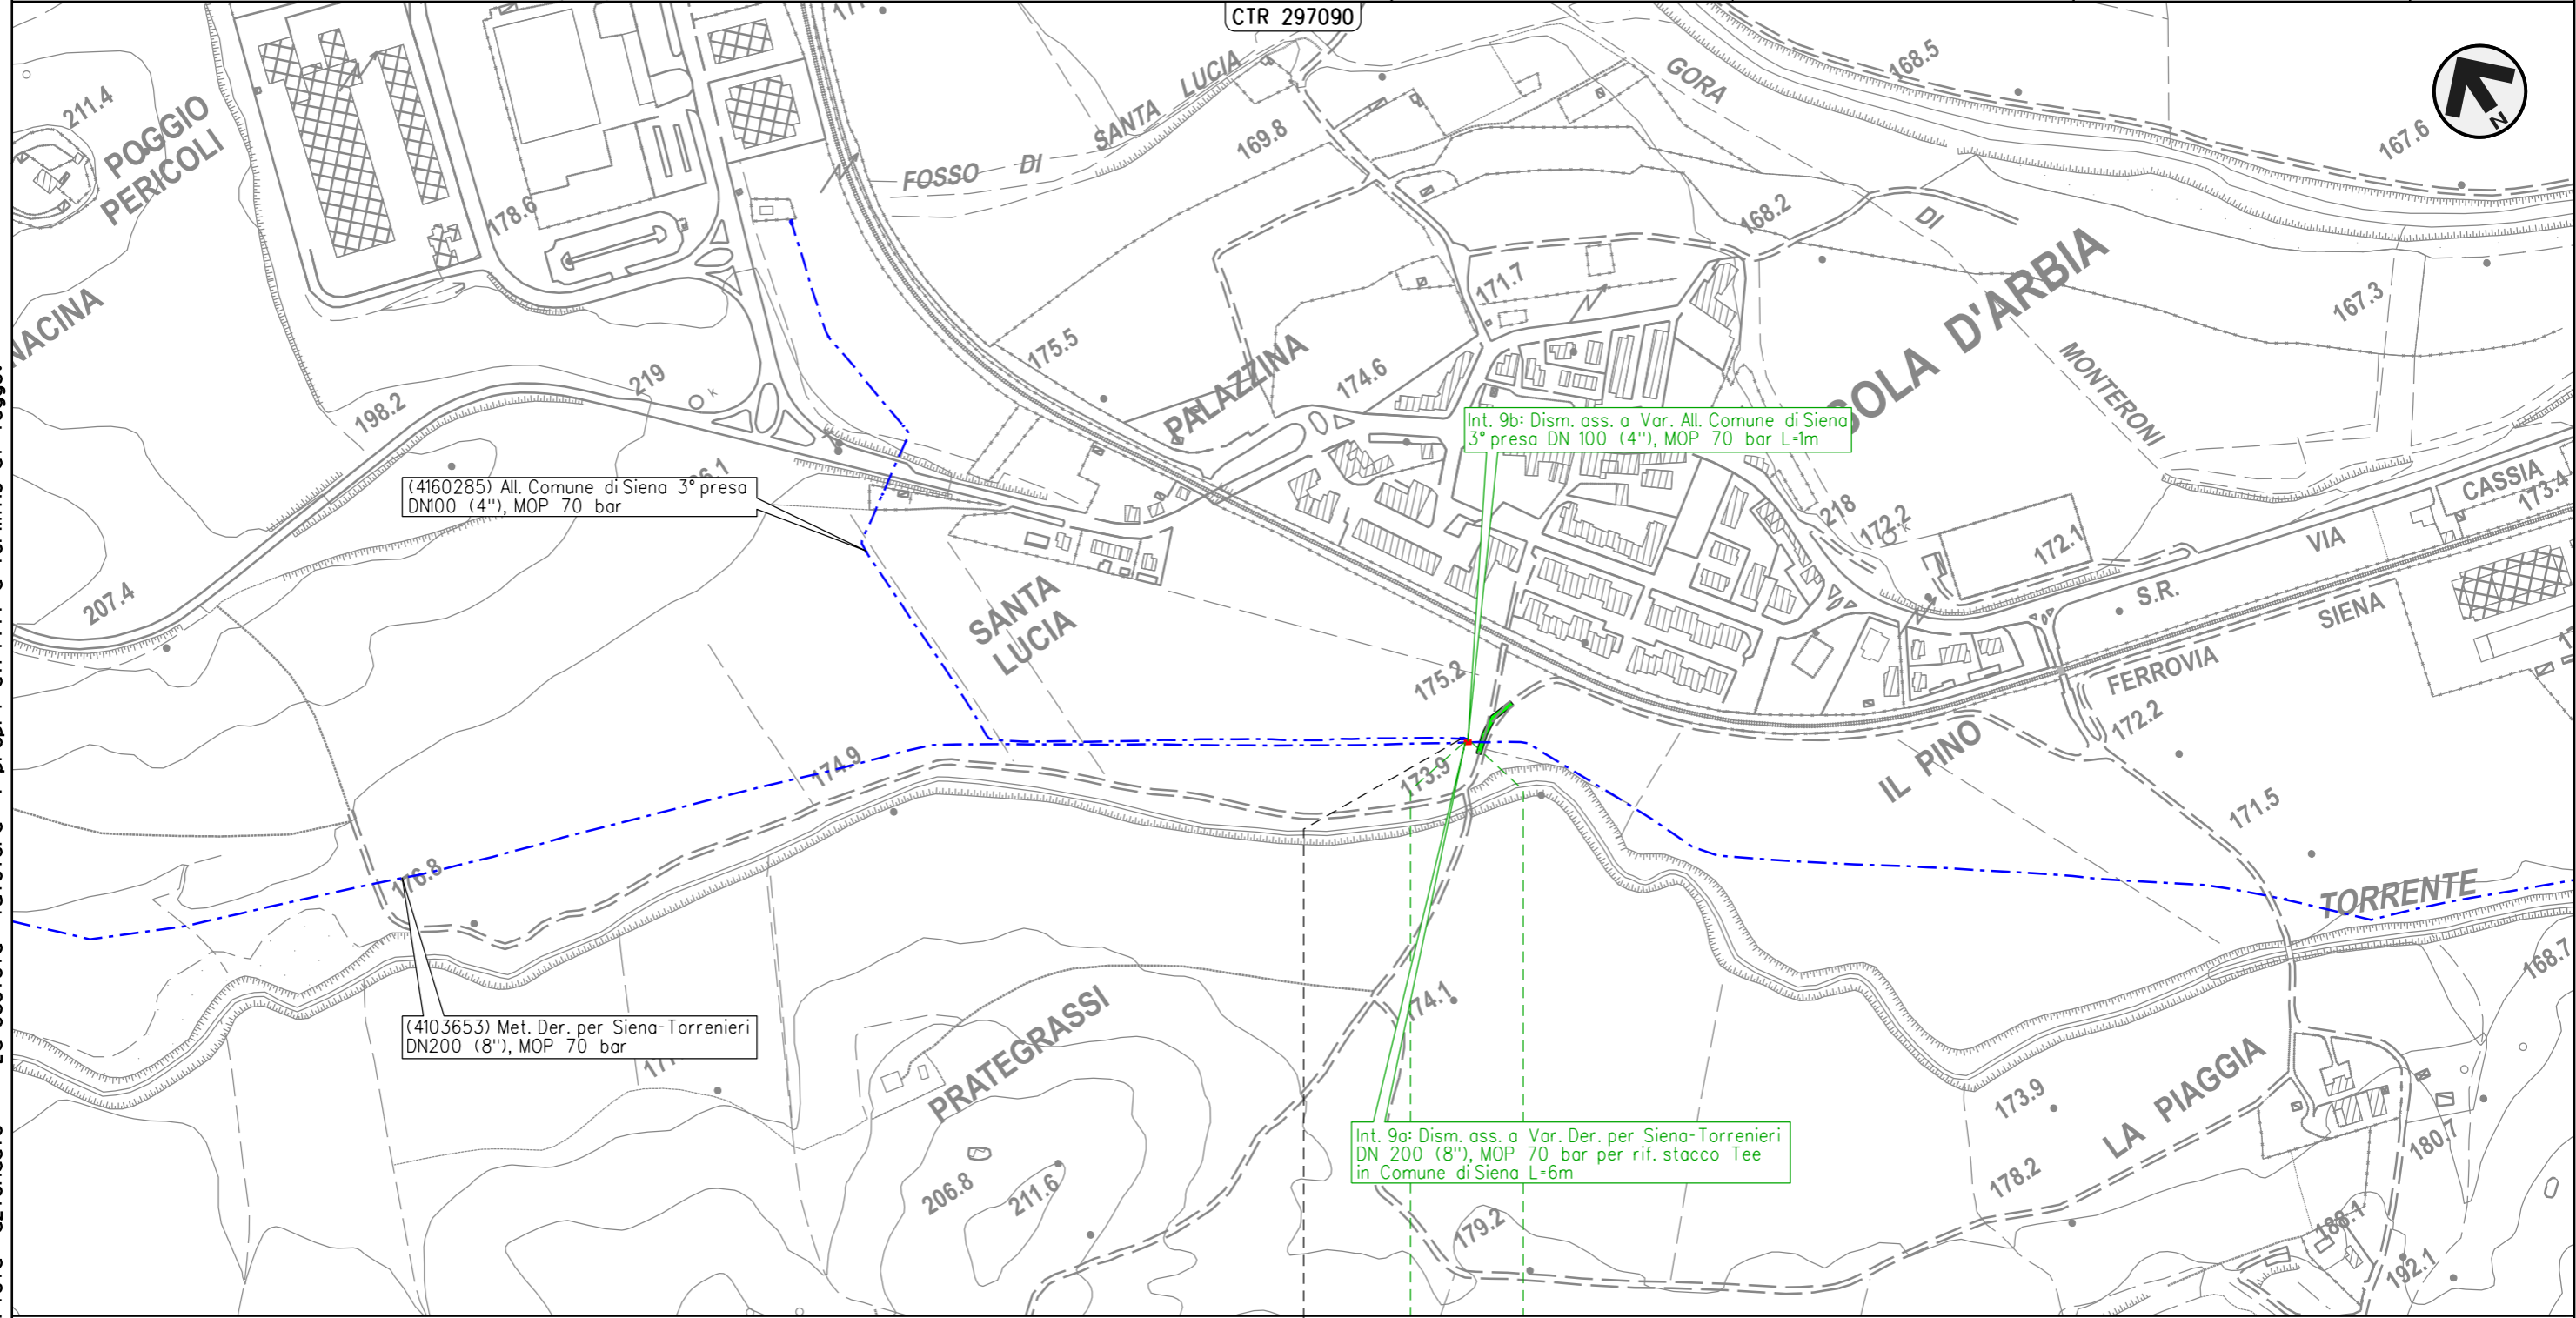 CTR 297090
N
168.5
GORA
SANTA LUCIA
FOSSO DI
169.8
167.6
211.4
POGGIO
PERICOLI
178.6
168.2
DI
ISOLA D'ARBIA
171.7
167.3
175.5
PALAZZINA
174.6
MONTERONI
219
K
198.2
Int. 9b: Dism. ass. a Var. All. Comune di Siena
3° presa DN 100 (4"), MOP 70 bar L=1m
(4160285) All. Comune di Siena 3° presa
DN100 (4"), MOP 70 bar
CASSIA
173.4
218
172.2
K
172.1
VIA
S.R.
SIENA
207.4
SANTA
LUCIA
FERROVIA
175.2
172.2
IL PINO
174.9
173.9
171.5
176.8
TORRENTE
168.7
174.1
(4103653) Met. Der. per Siena-Torrenieri
DN200 (8"), MOP 70 bar
PRATEGRASSI
173.9
LA PIAGGIA
180.7
Int. 9a: Dism. ass. a Var. Der. per Siena-Torrenieri
DN 200 (8"), MOP 70 bar per rif. stacco Tee
in Comune di Siena L=6m
206.8
211.6
178.2
179.2
188.1
192.1